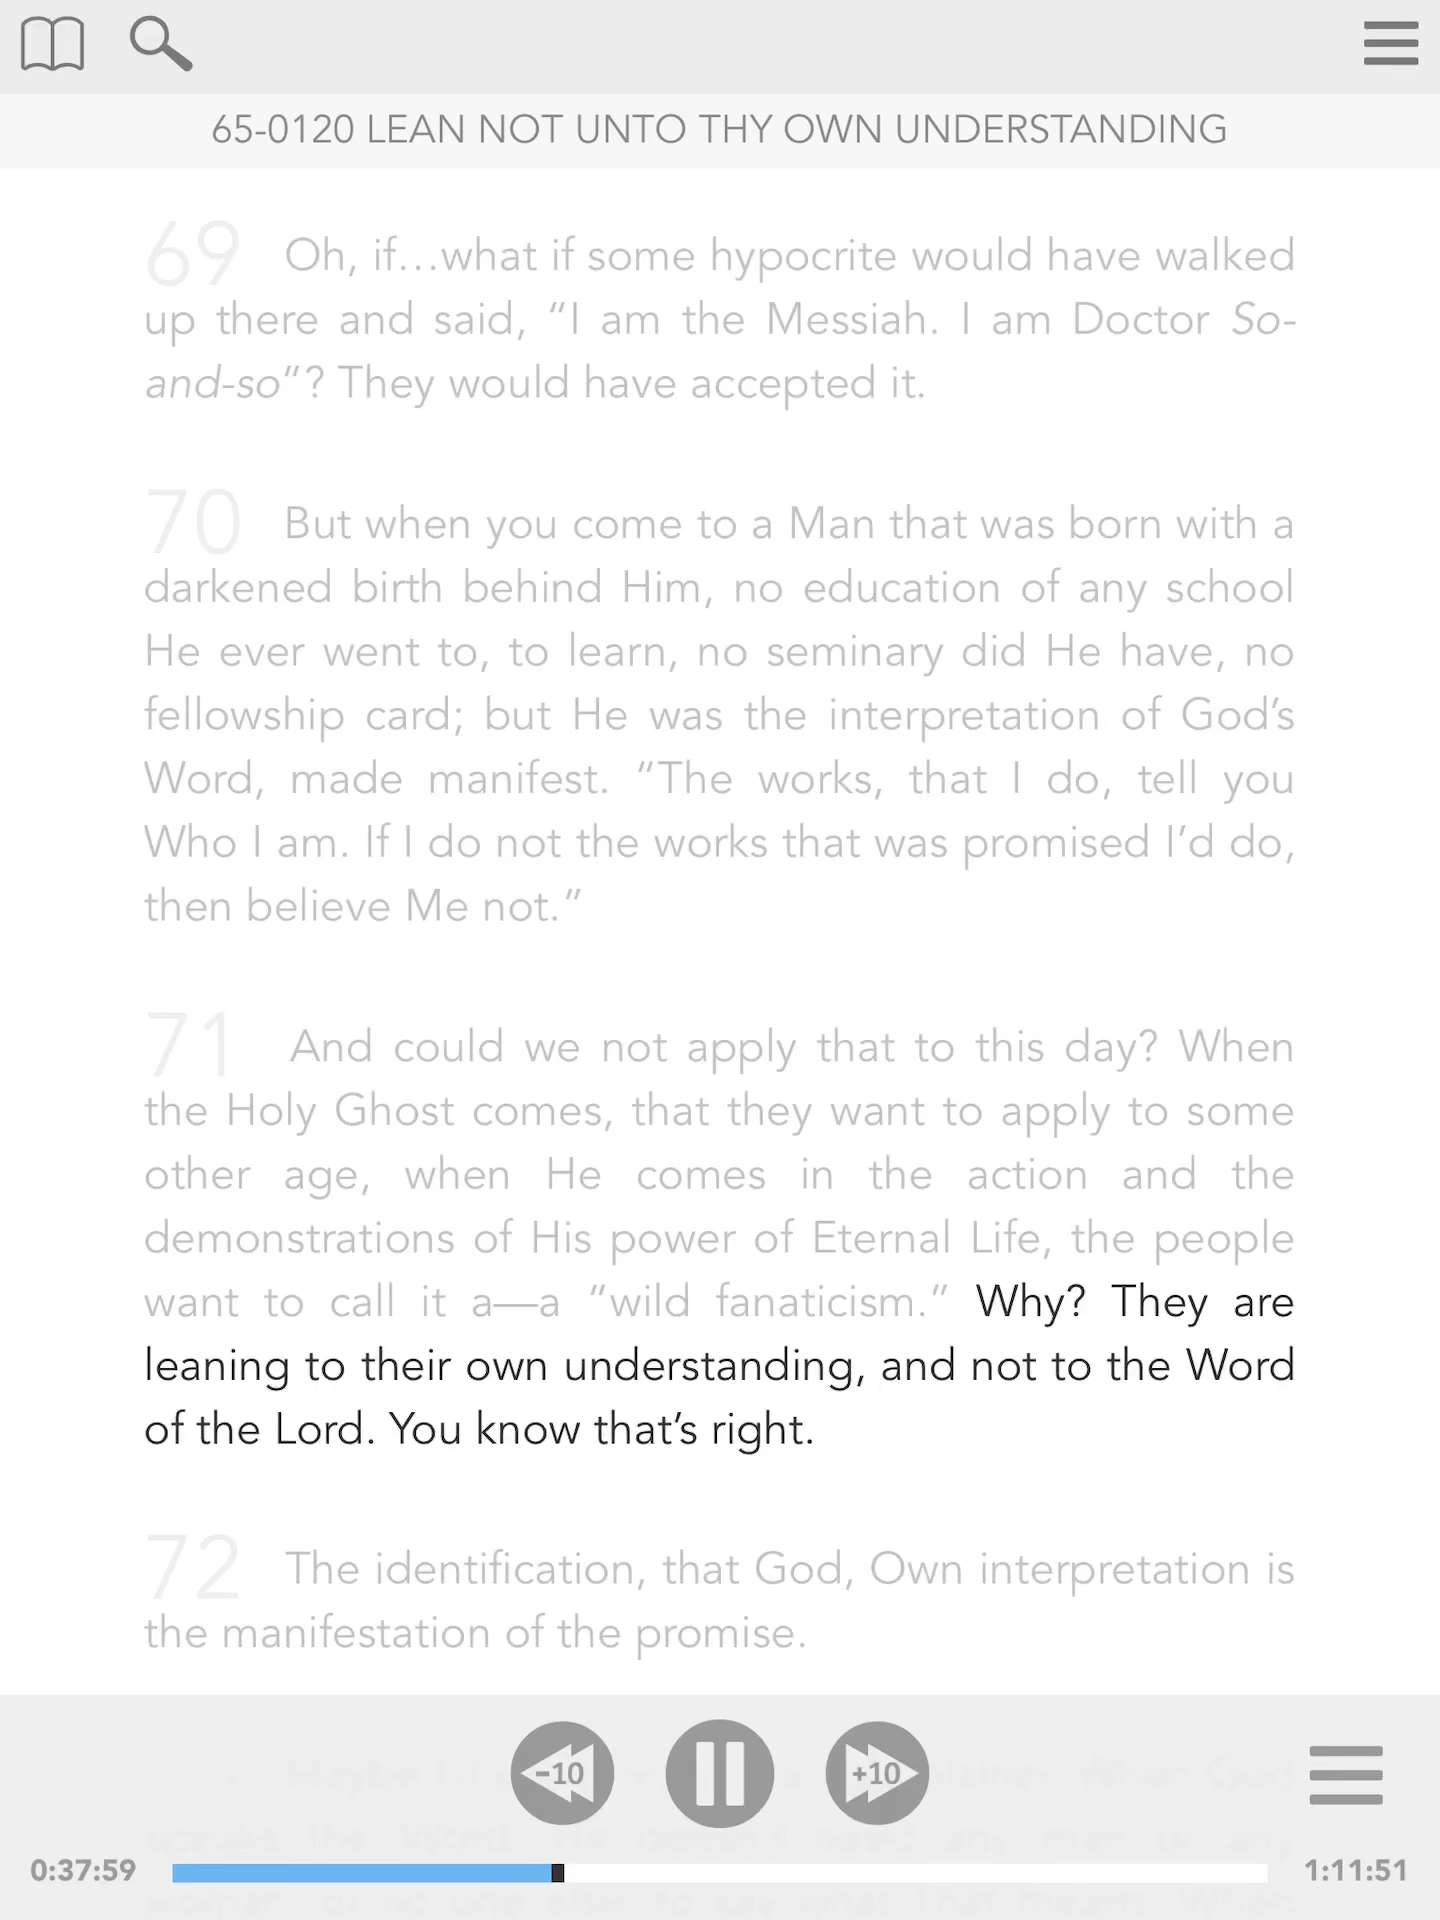 65-0120 LEAN NOT UNTO THY OWN UNDERSTANDING
69 Oh, if…what if some hypocrite would have walked
up there and said, “I am the Messiah. I am Doctor So-
and-so”? They would have accepted it.
70 But when you come to a Man that was born with a
darkened birth behind Him, no education of any school
He ever went to, to learn, no seminary did He have, no
fellowship card; but He was the interpretation of God’s
Word, made manifest. “The works, that I do, tell you
Who I am. If I do not the works that was promised I’d do,
then believe Me not.”
71 And could we not apply that to this day? When
the Holy Ghost comes, that they want to apply to some
other age, when He comes in the action and the
demonstrations of His power of Eternal Life, the people
want to call it a—a “wild fanaticism.” Why? They are
leaning to their own understanding, and not to the Word
of the Lord. You know that’s right.
72 The identification, that God, Own interpretation is
the manifestation of the promise.
-10 +10
0:37:59 1:11:51